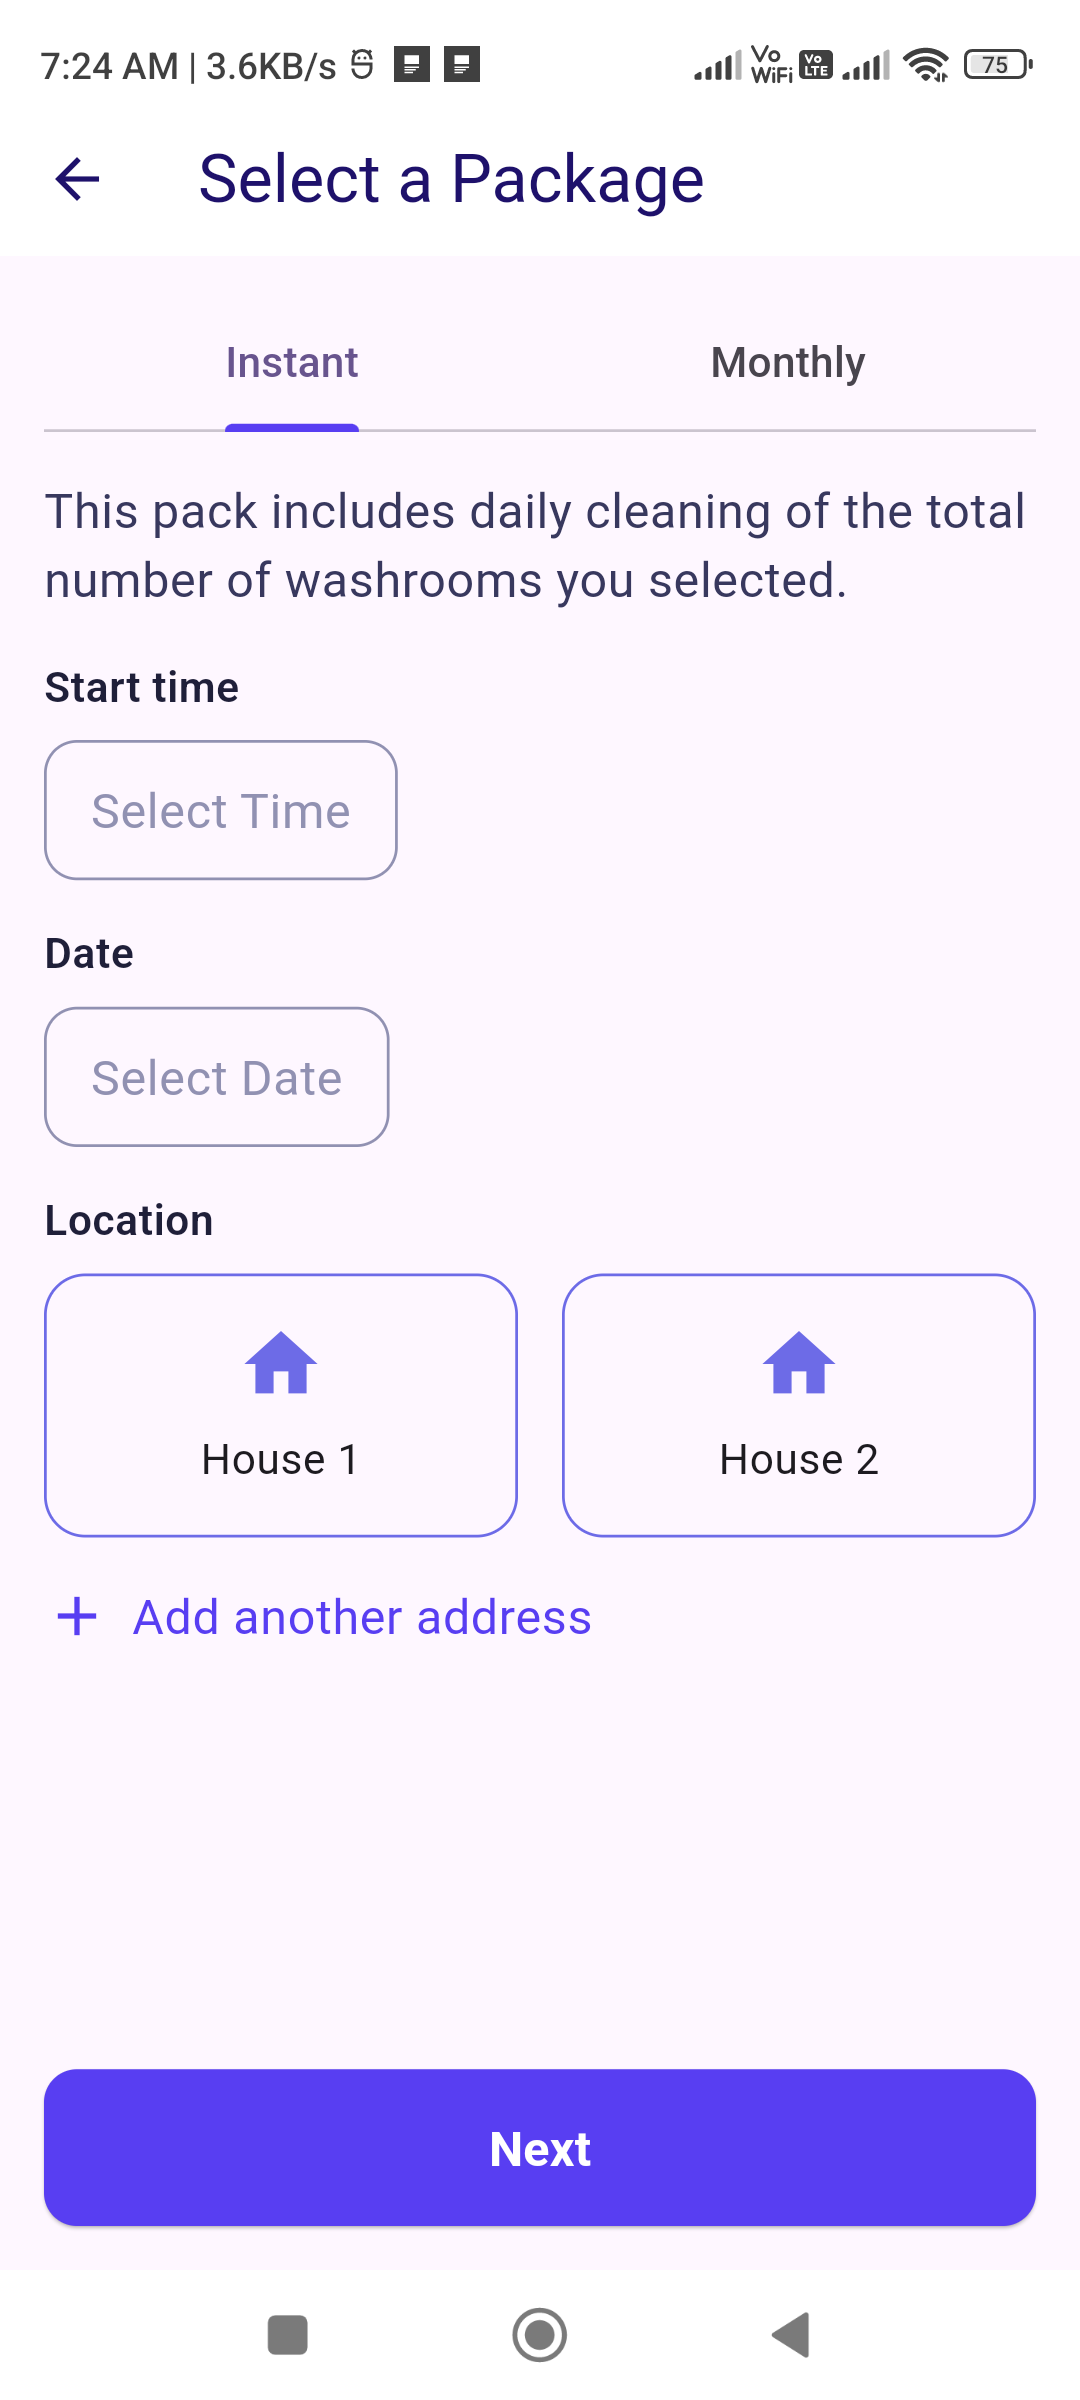 7:24 AM | 3.6KB/s
Vo WiFi
Vo LTE
75
Select a Package
Instant
Monthly
This pack includes daily cleaning of the total
number of washrooms you selected.
Start time
Select Time
Date
Select Date
Location
House 1
House 2
Add another address
Next